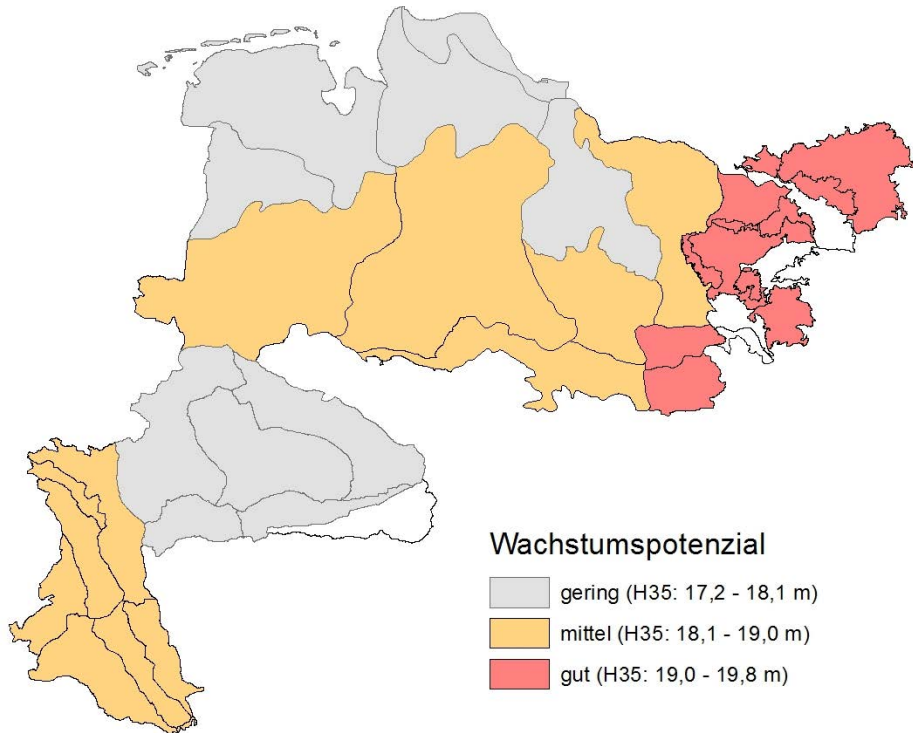 Wachstumspotenzial
gering (H35: 17,2 - 18,1 m)
mittel (H35: 18,1 - 19,0 m)
gut (H35: 19,0 - 19,8 m)